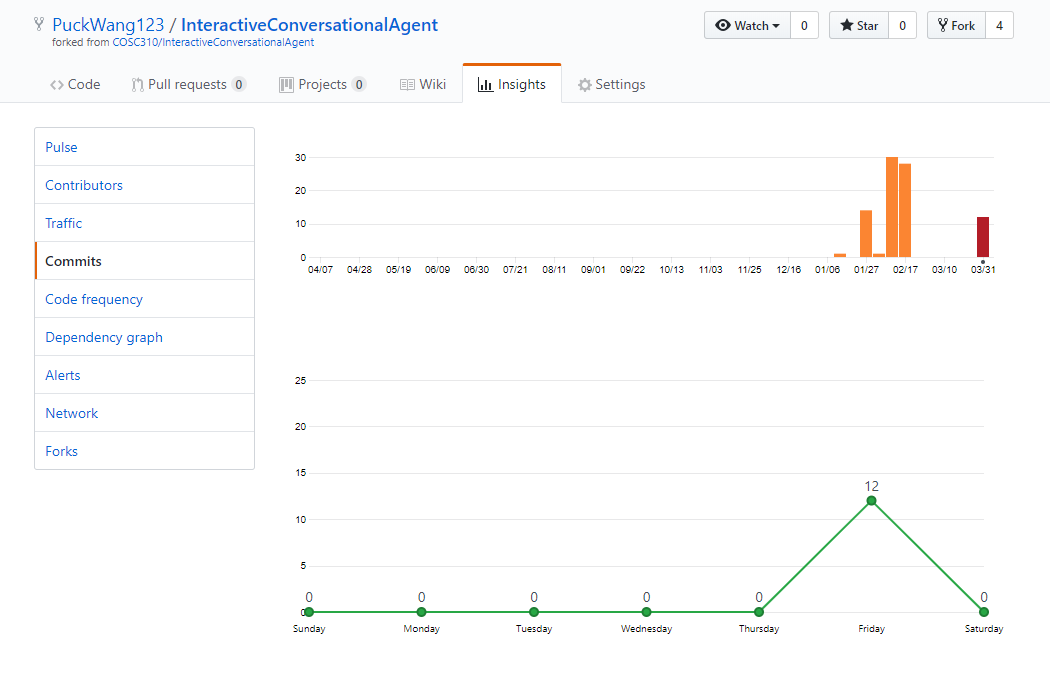 PuckWang123 / InteractiveConversationalAgent
forked from COSC310/InteractiveConversationalAgent
Watch 0 Star 0 Fork 4
Code Pull requests 0 Projects 0 Wiki Insights Settings
Pulse
Contributors
Traffic
Commits
Code frequency
Dependency graph
Alerts
Network
Forks
30
20
10
0
04/07 04/28 05/19 06/09 06/30 07/21 08/11 09/01 09/22 10/13 11/03 11/25 12/16 01/06 01/27 02/17 03/10 03/31
25
20
15
12
10
5
0 0 0 0 0 0
0
Sunday Monday Tuesday Wednesday Thursday Friday Saturday